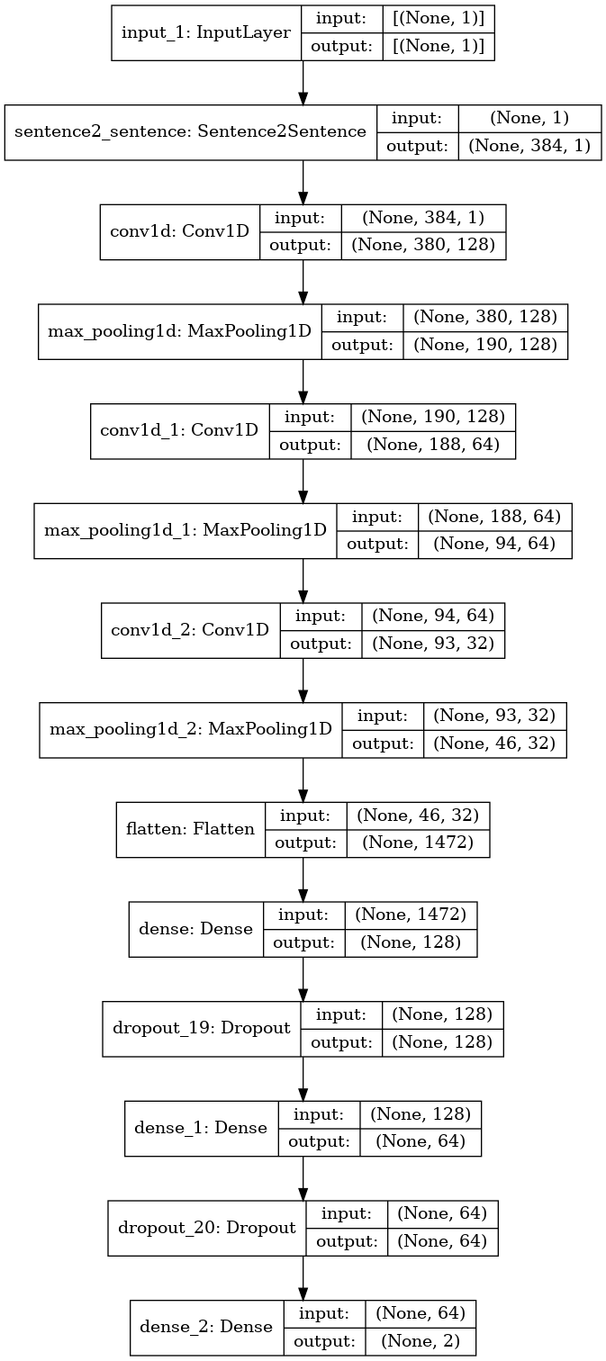 input_1: InputLayer input: [(None, 1)]
output: [(None, 1)]
sentence2_sentence: Sentence2Sentence input: (None, 1)
output: (None, 384, 1)
conv1d: Conv1D input: (None, 384, 1)
output: (None, 380, 128)
max_pooling1d: MaxPooling1D input: (None, 380, 128)
output: (None, 190, 128)
conv1d_1: Conv1D input: (None, 190, 128)
output: (None, 188, 64)
max_pooling1d_1: MaxPooling1D input: (None, 188, 64)
output: (None, 94, 64)
conv1d_2: Conv1D input: (None, 94, 64)
output: (None, 93, 32)
max_pooling1d_2: MaxPooling1D input: (None, 93, 32)
output: (None, 46, 32)
flatten: Flatten input: (None, 46, 32)
output: (None, 1472)
dense: Dense input: (None, 1472)
output: (None, 128)
dropout_19: Dropout input: (None, 128)
output: (None, 128)
dense_1: Dense input: (None, 128)
output: (None, 64)
dropout_20: Dropout input: (None, 64)
output: (None, 64)
dense_2: Dense input: (None, 64)
output: (None, 2)